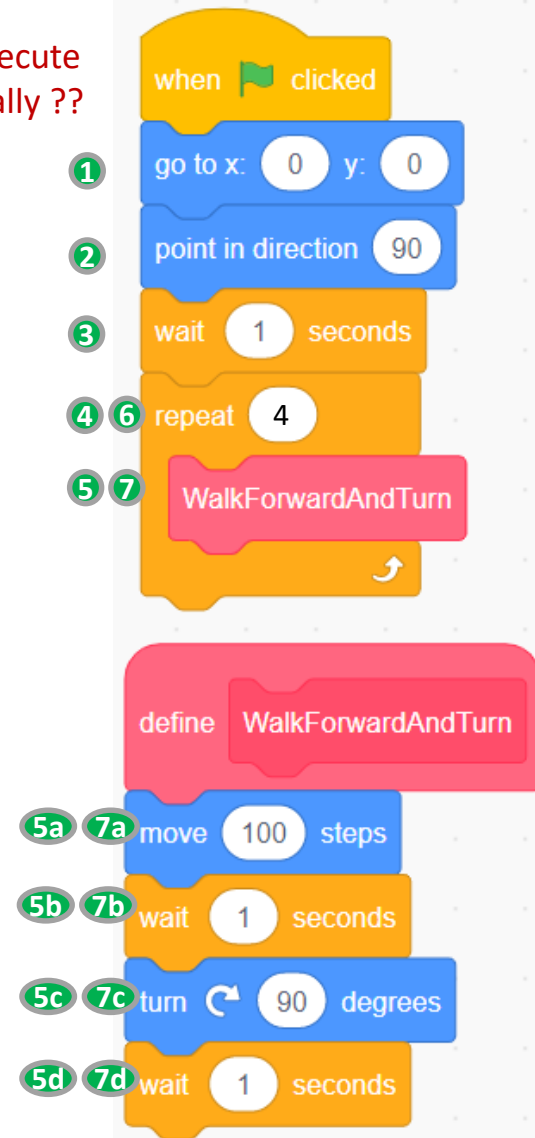 when clicked
1 go to x: 0 y: 0
2 point in direction 90
3 wait 1 seconds
4 6 repeat 4
5 7 WalkForwardAndTurn
define WalkForwardAndTurn
5a 7a move 100 steps
5b 7b wait 1 seconds
5c 7c turn 90 degrees
5d 7d wait 1 seconds